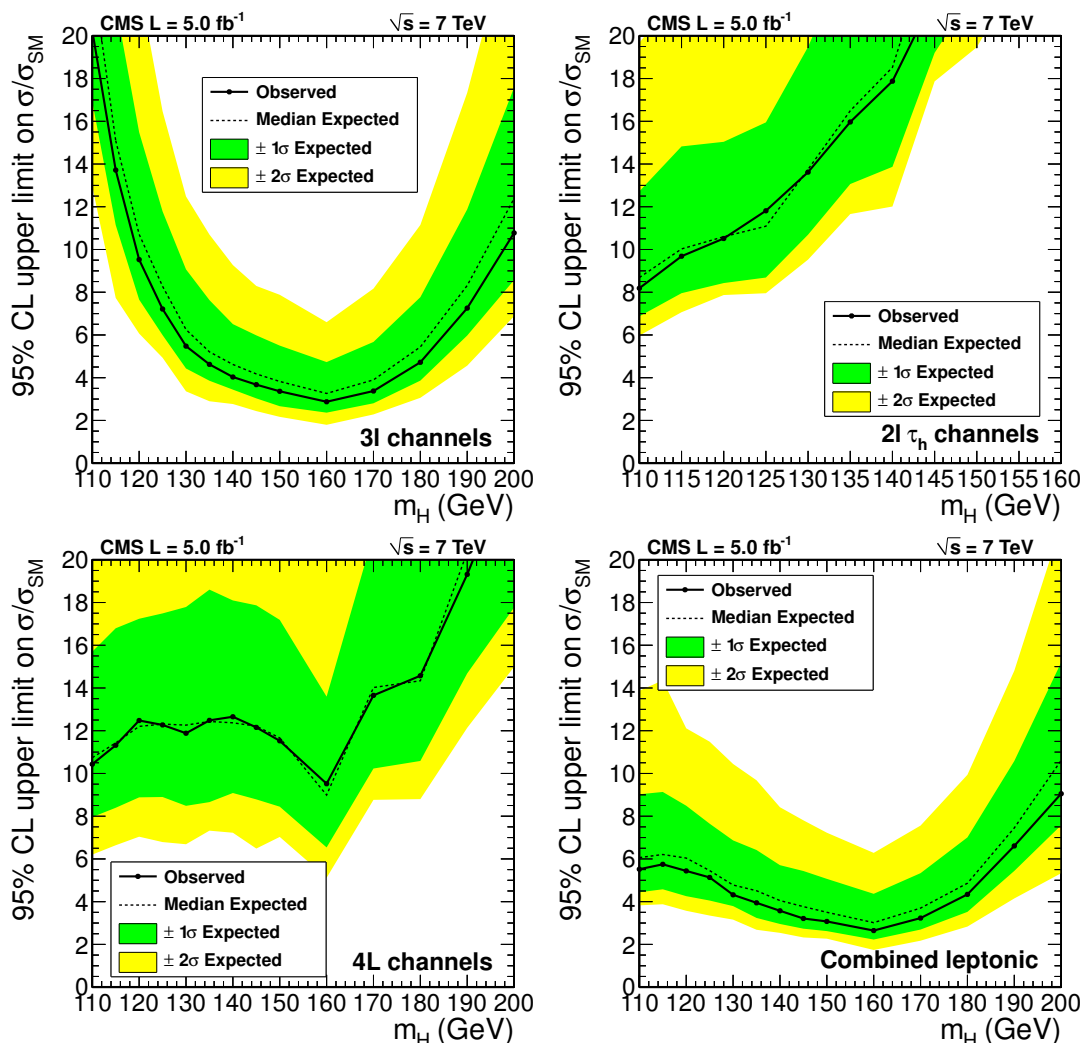 CMS L = 5.0 fb⁻¹ √s = 7 TeV
95% CL upper limit on σ/σ_SM
20
18
16
14
12
10
8
6
4
2
0
Observed
Median Expected
± 1σ Expected
± 2σ Expected
3l channels
110 120 130 140 150 160 170 180 190 200
m_H (GeV)
CMS L = 5.0 fb⁻¹ √s = 7 TeV
95% CL upper limit on σ/σ_SM
20
18
16
14
12
10
8
6
4
2
0
Observed
Median Expected
± 1σ Expected
± 2σ Expected
2l τ_h channels
110 115 120 125 130 135 140 145 150 155 160
m_H (GeV)
CMS L = 5.0 fb⁻¹ √s = 7 TeV
95% CL upper limit on σ/σ_SM
20
18
16
14
12
10
8
6
4
2
0
Observed
Median Expected
± 1σ Expected
± 2σ Expected
4L channels
110 120 130 140 150 160 170 180 190 200
m_H (GeV)
CMS L = 5.0 fb⁻¹ √s = 7 TeV
95% CL upper limit on σ/σ_SM
20
18
16
14
12
10
8
6
4
2
0
Observed
Median Expected
± 1σ Expected
± 2σ Expected
Combined leptonic
110 120 130 140 150 160 170 180 190 200
m_H (GeV)